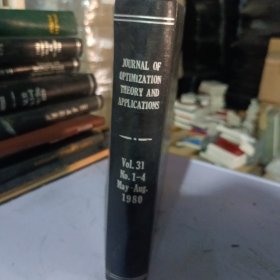 JOURNAL OF
OPTIMIZATION
THEORY AND
APPLICATIONS
Vol. 31
No. 1-4
May-Aug.
1980